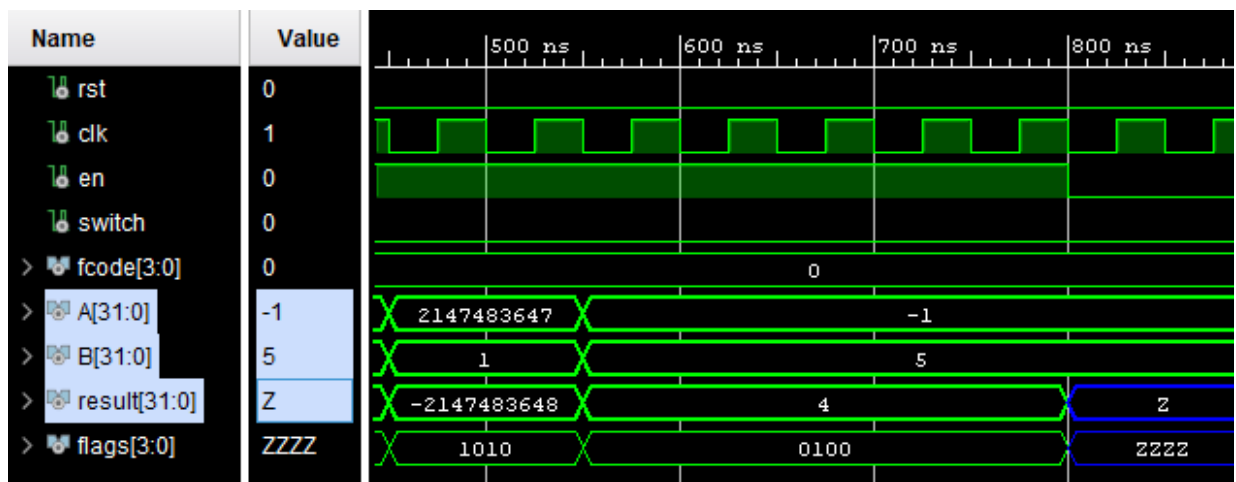 Name Value 500 ns 600 ns 700 ns 800 ns
rst 0
clk 1
en 0
switch 0
> fcode[3:0] 0 0
> A[31:0] -1 2147483647 -1
> B[31:0] 5 1 5
> result[31:0] Z -2147483648 4 Z
> flags[3:0] ZZZZ 1010 0100 ZZZZ